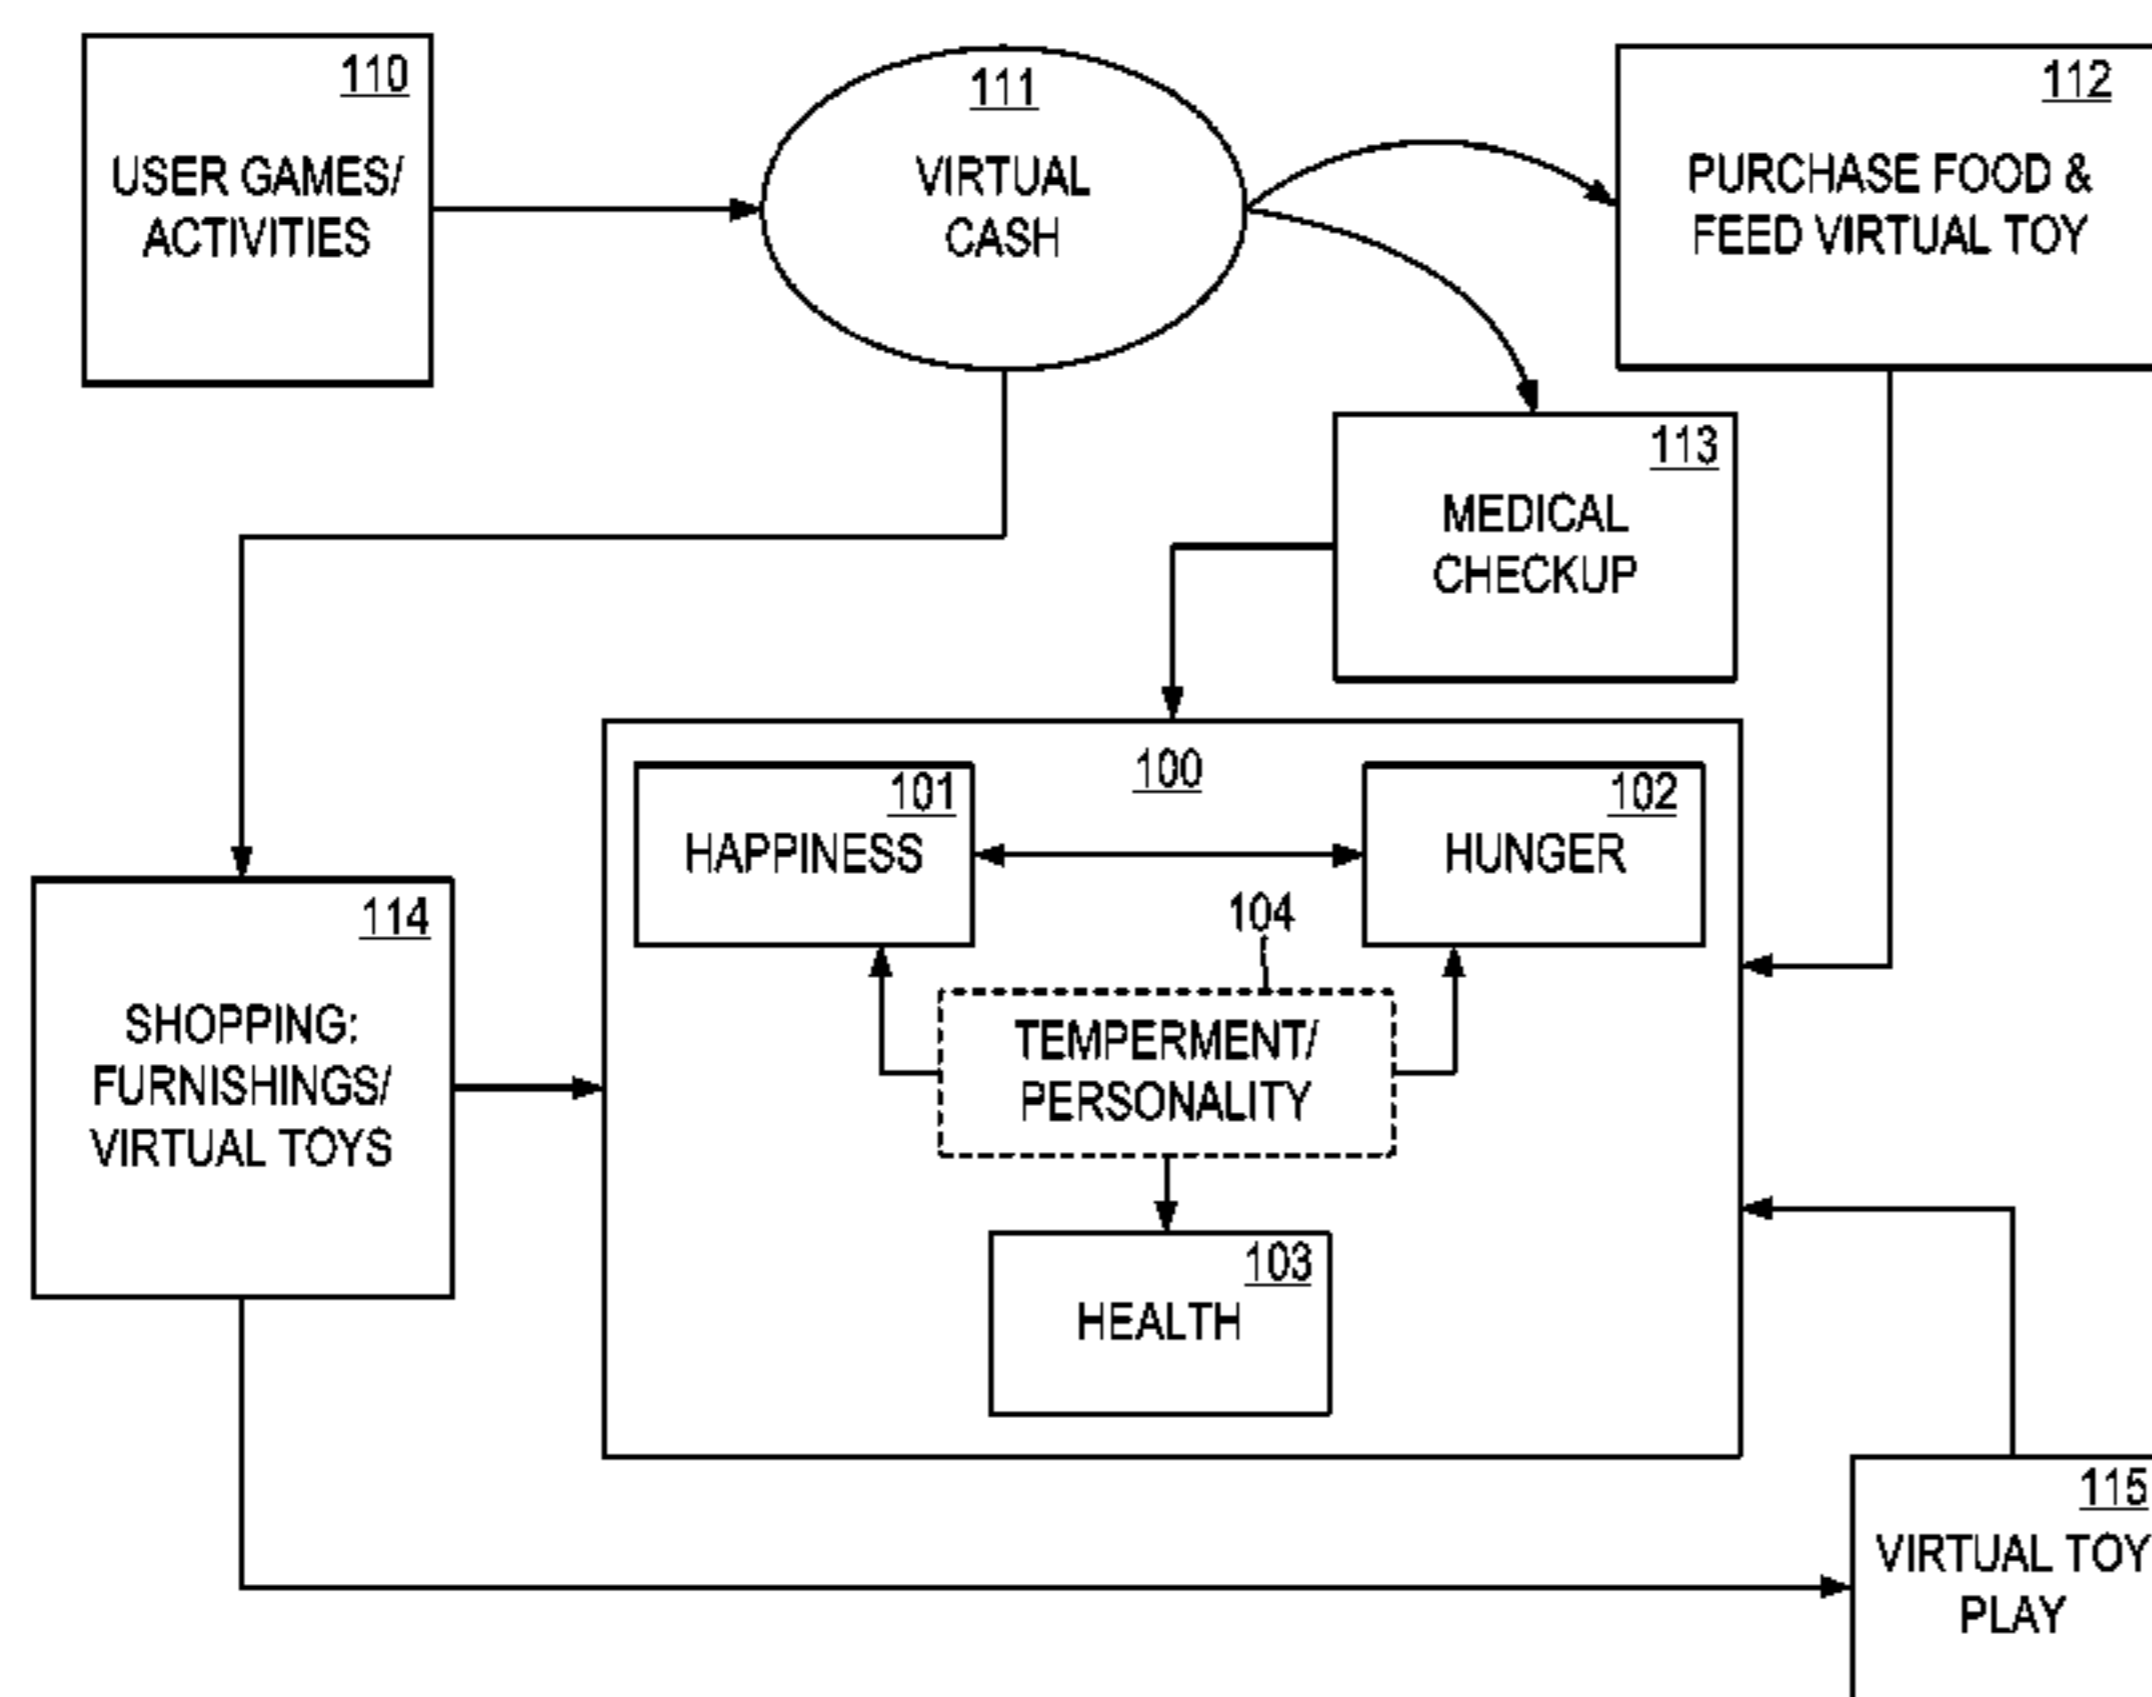 110
USER GAMES/
ACTIVITIES
111
VIRTUAL
CASH
112
PURCHASE FOOD &
FEED VIRTUAL TOY
113
MEDICAL
CHECKUP
100
101
HAPPINESS
102
HUNGER
104
TEMPERMENT/
PERSONALITY
103
HEALTH
114
SHOPPING:
FURNISHINGS/
VIRTUAL TOYS
115
VIRTUAL TOY
PLAY